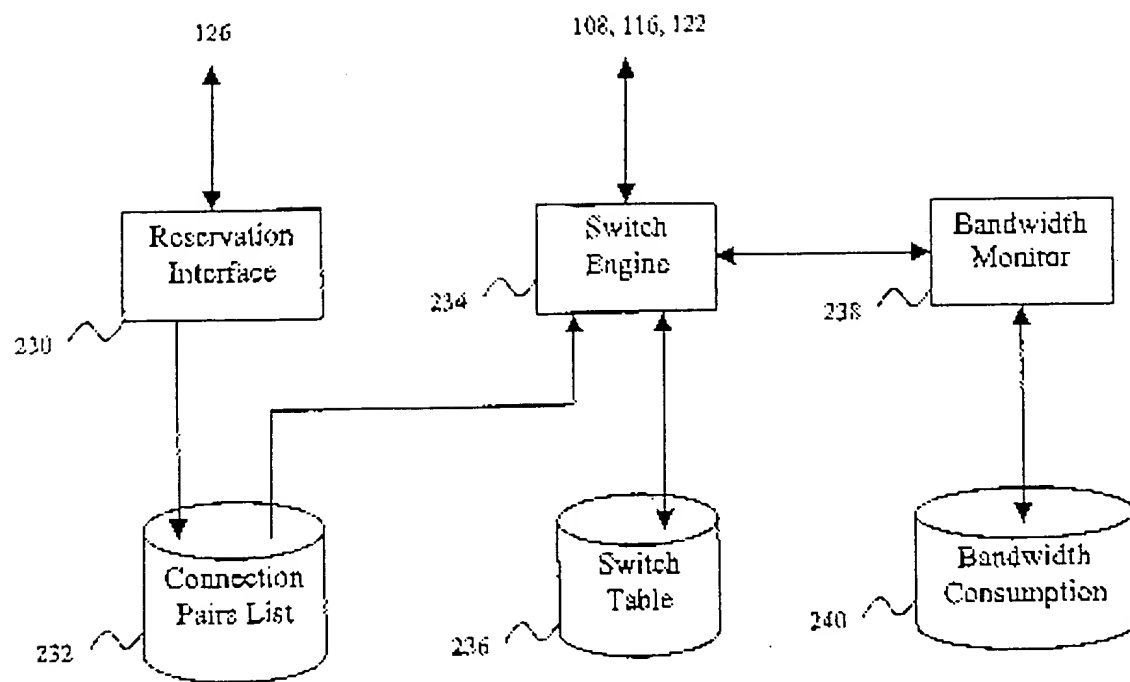 126
108, 116, 122
Reservation
Interface
Switch
Engine
Bandwidth
Monitor
230
234
238
Connection
Pairs List
Switch
Table
Bandwidth
Consumption
232
236
240